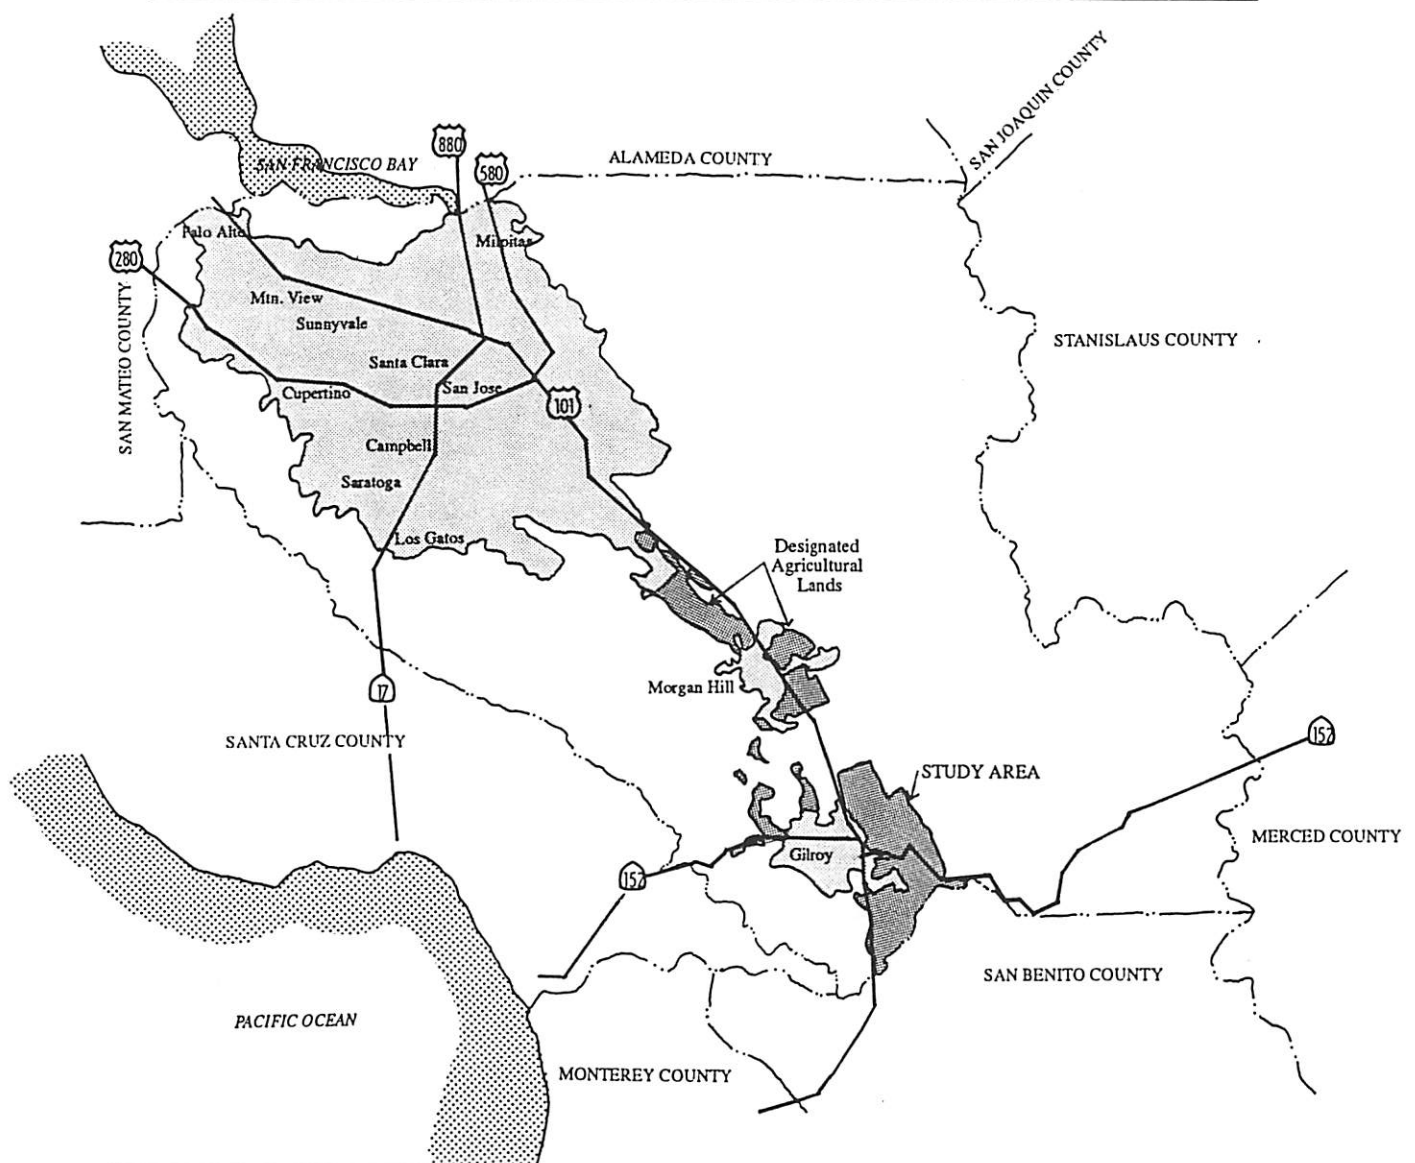 SAN JOAQUIN COUNTY
880
SAN FRANCISCO BAY
580
ALAMEDA COUNTY
Palo Alto
Milpitas
280
Mtn. View
Sunnyvale
SAN MATEO COUNTY
STANISLAUS COUNTY
Santa Clara
Cupertino
San Jose
101
Campbell
Saratoga
Los Gatos
Designated
Agricultural
Lands
Morgan Hill
17
SANTA CRUZ COUNTY
152
STUDY AREA
MERCED COUNTY
Gilroy
152
SAN BENITO COUNTY
PACIFIC OCEAN
MONTEREY COUNTY